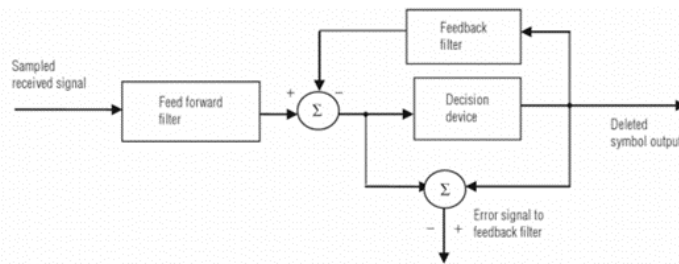 Sampled
received signal
Feed forward
filter
+
Σ
−
Feedback
filter
Decision
device
Deleted
symbol output
Σ
− +
Error signal to
feedback filter